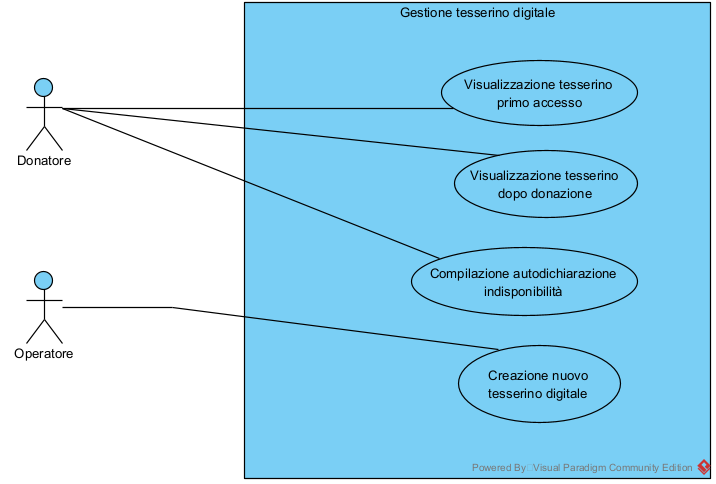 Gestione tesserino digitale
Visualizzazione tesserino
primo accesso
Donatore
Visualizzazione tesserino
dopo donazione
Compilazione autodichiarazione
indisponibilità
Operatore
Creazione nuovo
tesserino digitale
Powered By Visual Paradigm Community Edition